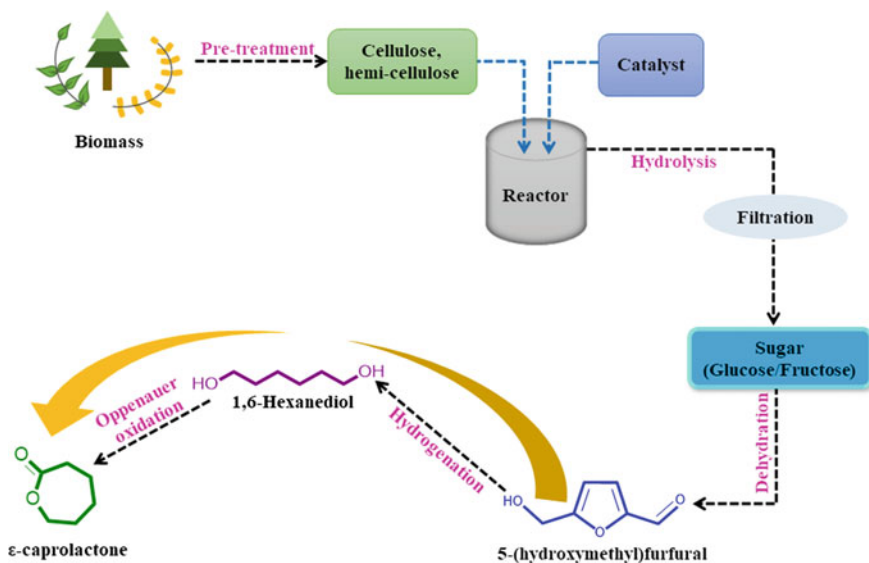 Pre-treatment
Cellulose,
hemi-cellulose
Catalyst
Biomass
Reactor
Hydrolysis
Filtration
Sugar
(Glucose/Fructose)
Dehydration
HO
O
O
5-(hydroxymethyl)furfural
Hydrogenation
HO
OH
1,6-Hexanediol
Oppenauer
oxidation
O
O
ε-caprolactone